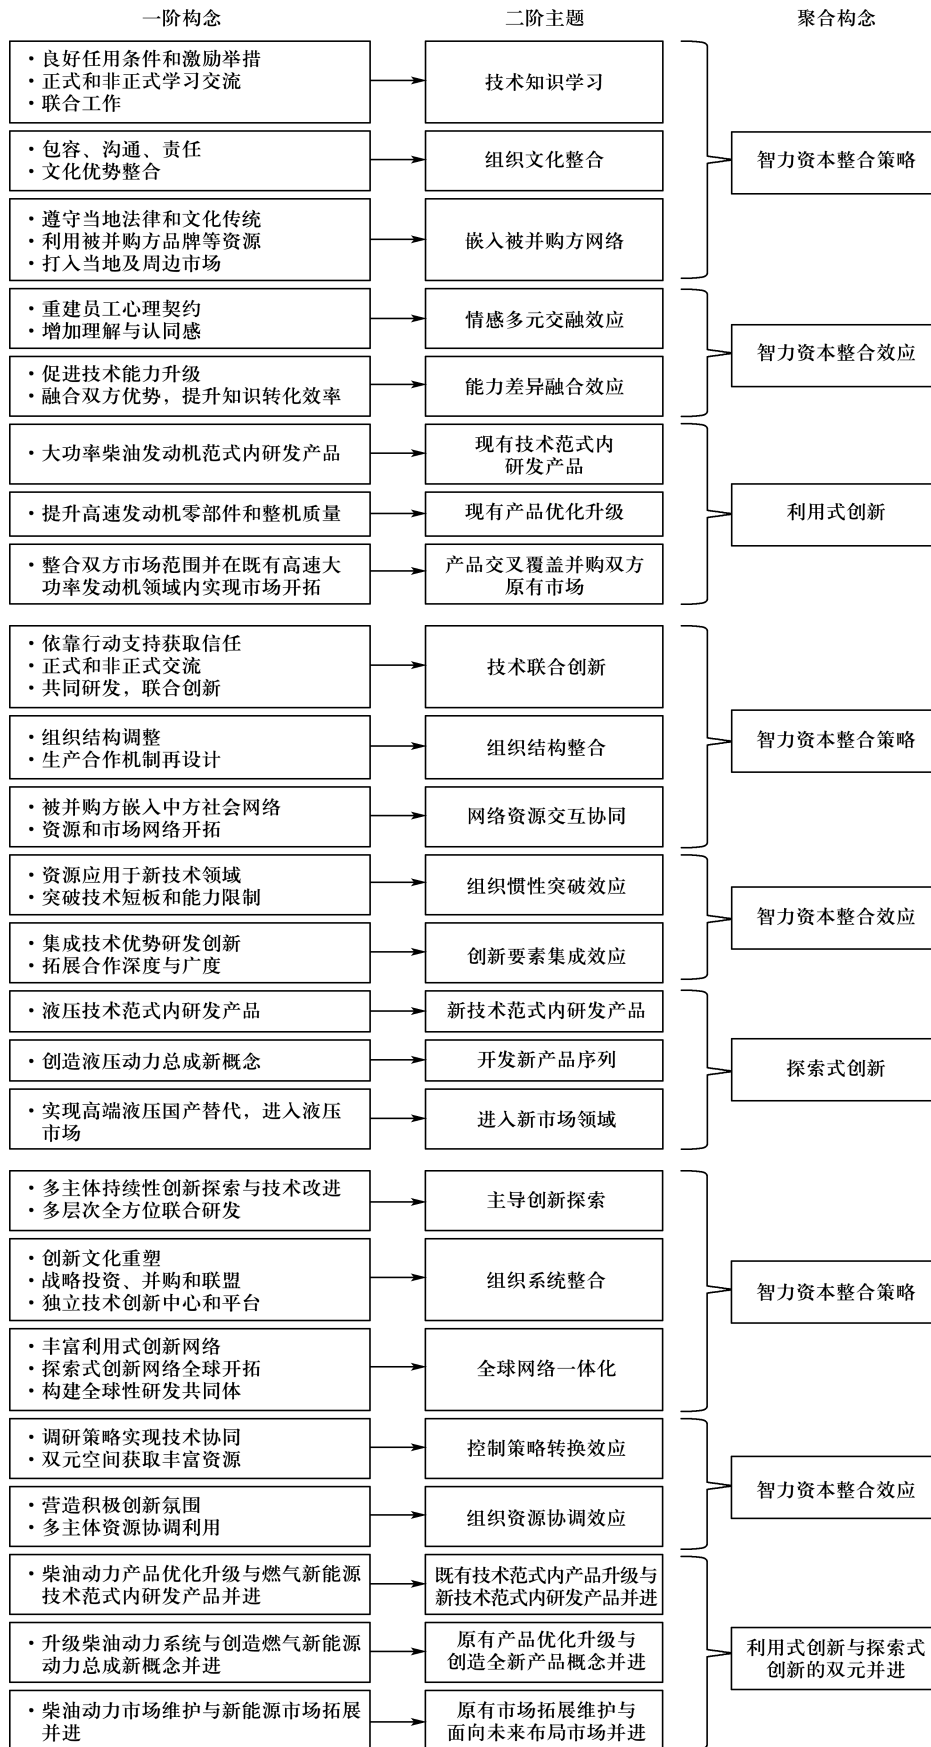 一阶构念
二阶主题
聚合构念
・良好任用条件和激励举措
・正式和非正式学习交流
・联合工作
技术知识学习
・包容、沟通、责任
・文化优势整合
组织文化整合
・遵守当地法律和文化传统
・利用被并购方品牌等资源
・打入当地及周边市场
嵌入被并购方网络
智力资本整合策略
・重建员工心理契约
・增加理解与认同感
情感多元交融效应
・促进技术能力升级
・融合双方优势，提升知识转化效率
能力差异融合效应
智力资本整合效应
・大功率柴油发动机范式内研发产品
现有技术范式内
研发产品
・提升高速发动机零部件和整机质量
现有产品优化升级
・整合双方市场范围并在既有高速大
功率发动机领域内实现市场开拓
产品交叉覆盖并购双方
原有市场
利用式创新
・依靠行动支持获取信任
・正式和非正式交流
・共同研发，联合创新
技术联合创新
・组织结构调整
・生产合作机制再设计
组织结构整合
・被并购方嵌入中方社会网络
・资源和市场网络开拓
网络资源交互协同
智力资本整合策略
・资源应用于新技术领域
・突破技术短板和能力限制
组织惯性突破效应
・集成技术优势研发创新
・拓展合作深度与广度
创新要素集成效应
智力资本整合效应
・液压技术范式内研发产品
新技术范式内研发产品
・创造液压动力总成新概念
开发新产品序列
・实现高端液压国产替代，进入液压
市场
进入新市场领域
探索式创新
・多主体持续性创新探索与技术改进
・多层次全方位联合研发
主导创新探索
・创新文化重塑
・战略投资、并购和联盟
・独立技术创新中心和平台
组织系统整合
・丰富利用式创新网络
・探索式创新网络全球开拓
・构建全球性研发共同体
全球网络一体化
智力资本整合策略
・调研策略实现技术协同
・双元空间获取丰富资源
控制策略转换效应
・营造积极创新氛围
・多主体资源协调利用
组织资源协调效应
智力资本整合效应
・柴油动力产品优化升级与燃气新能源
技术范式内研发产品并进
既有技术范式内产品升级与
新技术范式内研发产品并进
・升级柴油动力系统与创造燃气新能源
动力总成新概念并进
原有产品优化升级与
创造全新产品概念并进
・柴油动力市场维护与新能源市场拓展
并进
原有市场拓展维护与
面向未来布局市场并进
利用式创新与探索式
创新的双元并进